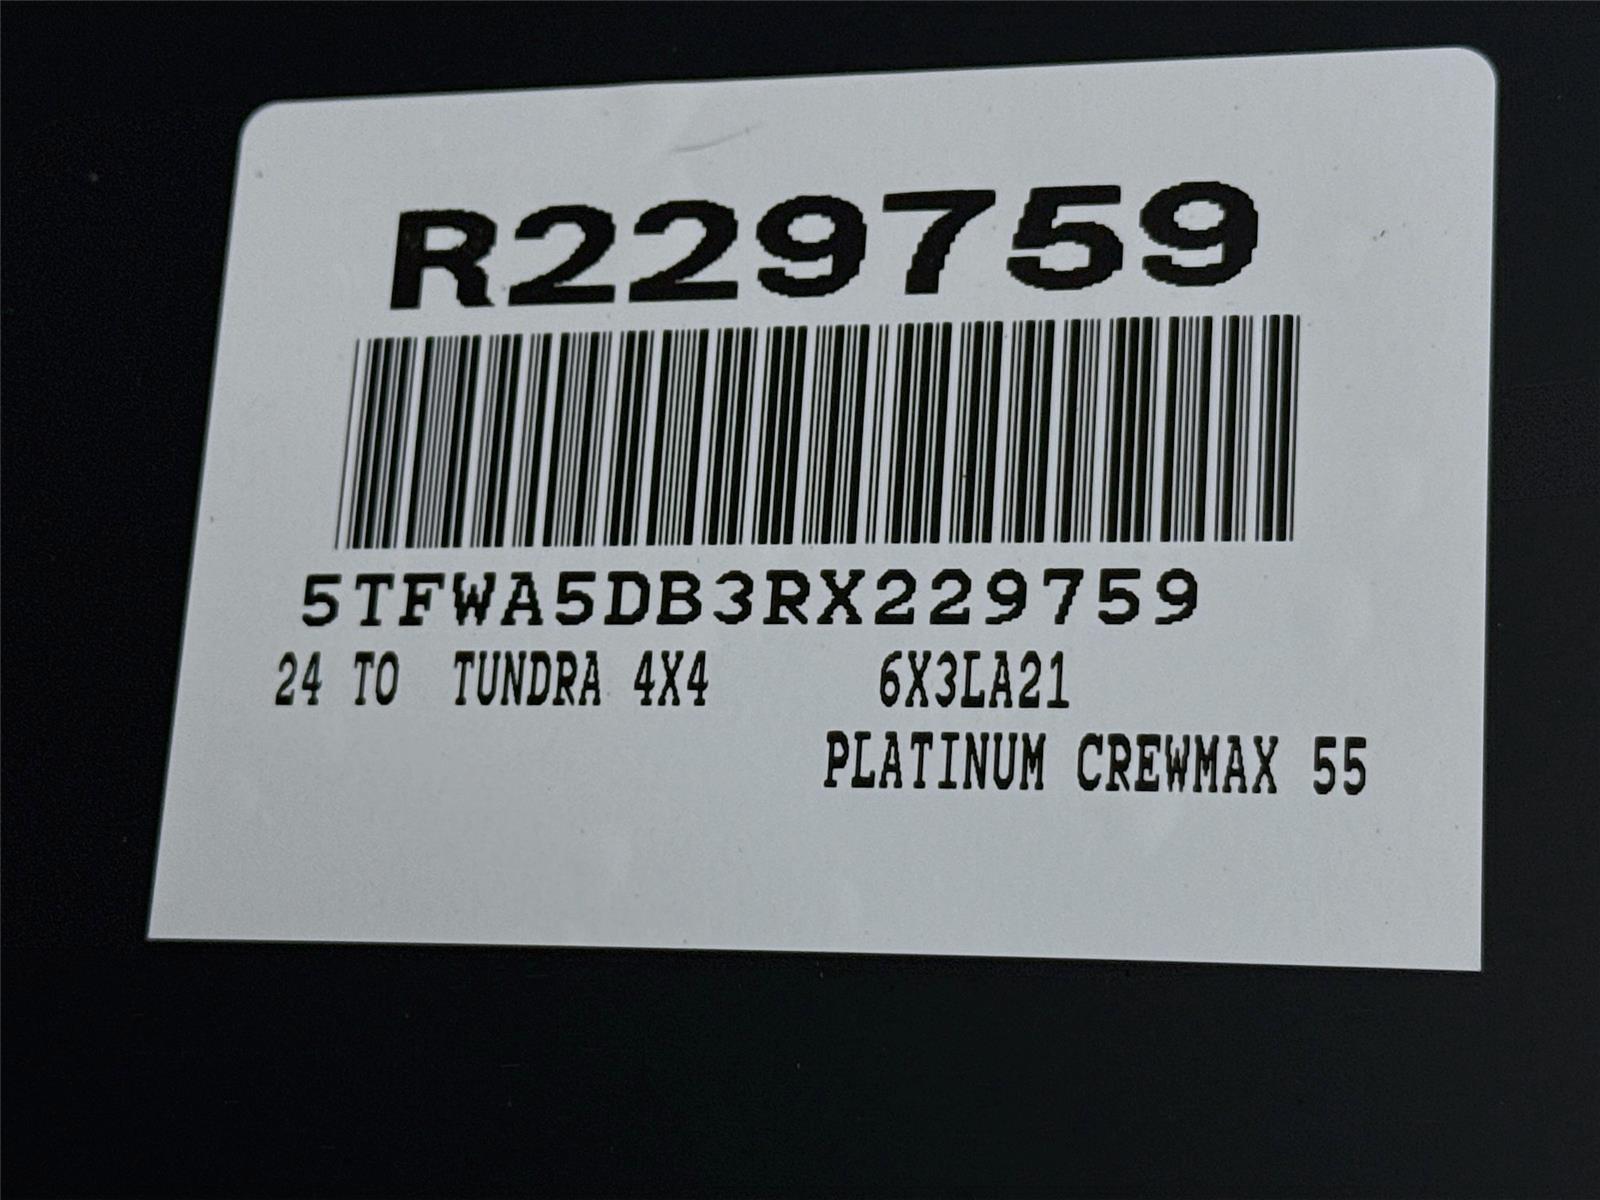 R229759
5TFWA5DB3RX229759
24 TO TUNDRA 4X4 6X3LA21
PLATINUM CREWMAX 55